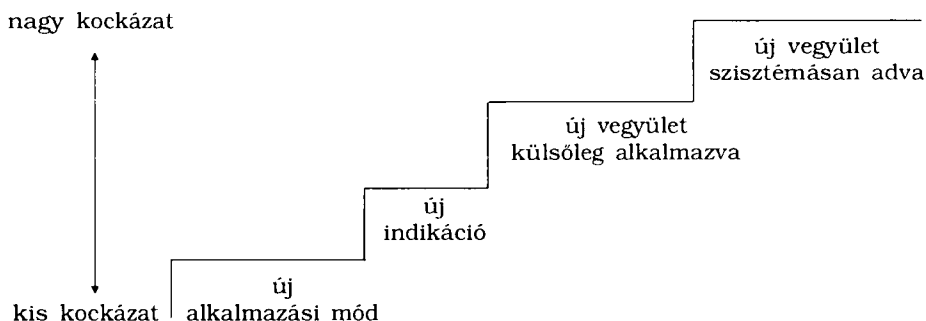 nagy kockázat
új vegyület
szisztémásan adva
új vegyület
külsőleg alkalmazva
új
indikáció
új
kis kockázat
alkalmazási mód